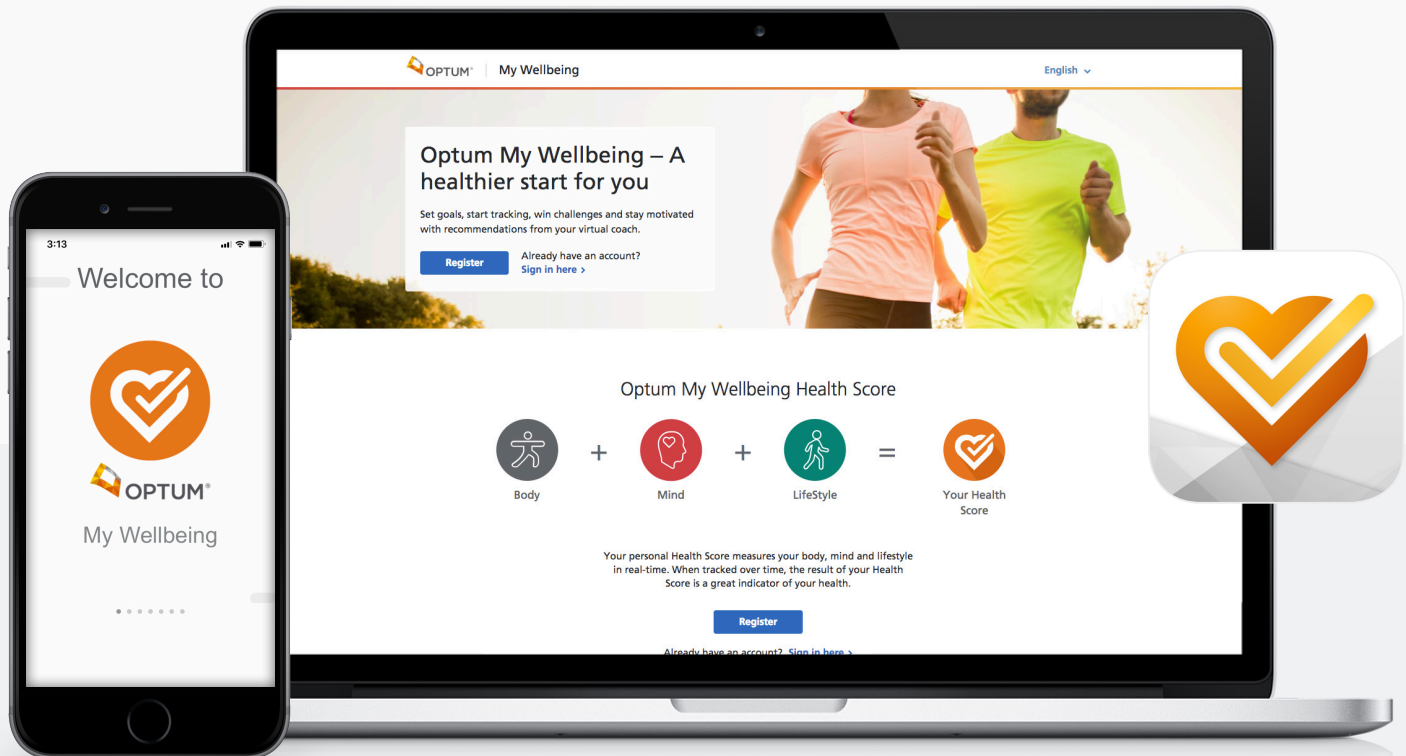 3:13
Welcome to
OPTUM®
My Wellbeing
OPTUM™ My Wellbeing
English
Optum My Wellbeing – A
healthier start for you
Set goals, start tracking, win challenges and stay motivated
with recommendations from your virtual coach.
Register
Already have an account?
Sign in here >
Optum My Wellbeing Health Score
+ + =
Body Mind LifeStyle Your Health
Score
Your personal Health Score measures your body, mind and lifestyle
in real-time. When tracked over time, the result of your Health
Score is a great indicator of your health.
Register
Already have an account? Sign in here >